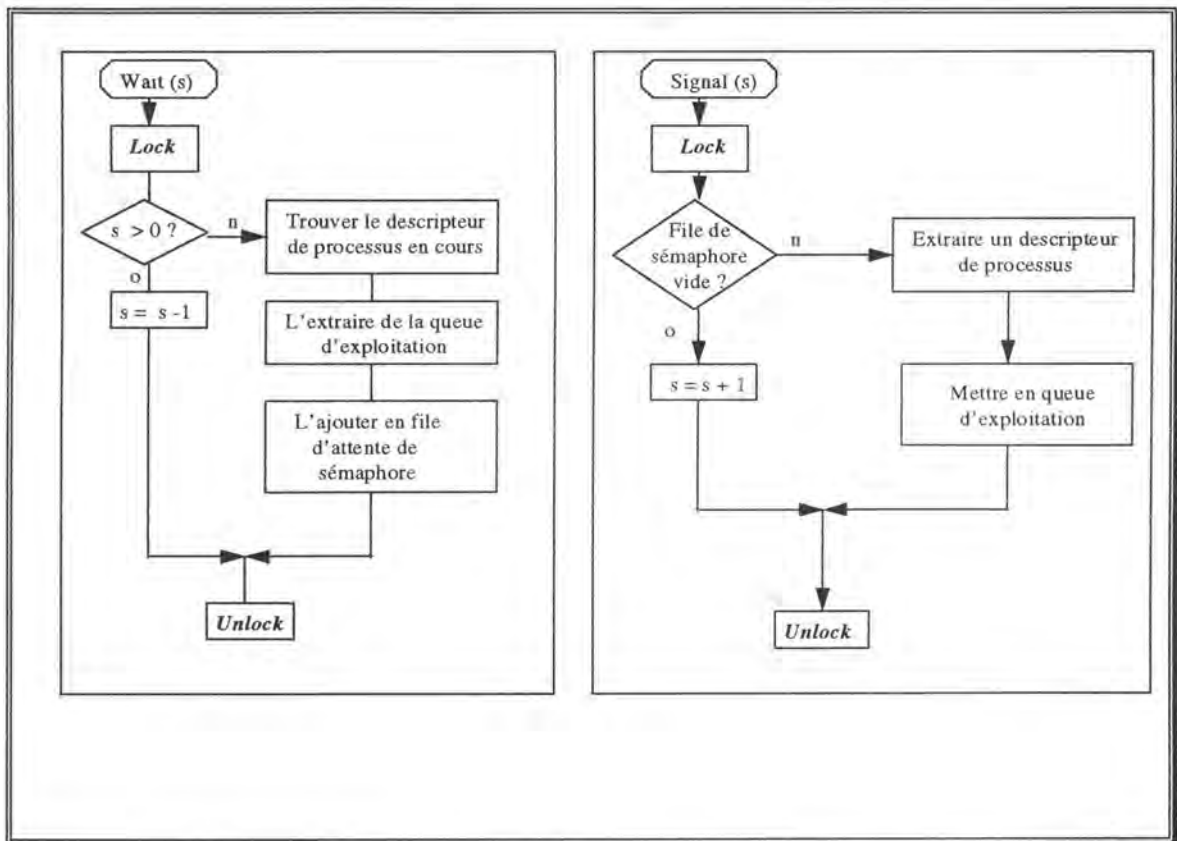 Wait (s)
Lock
s > 0 ?
n
o
s = s -1
Trouver le descripteur
de processus en cours
L'extraire de la queue
d'exploitation
L'ajouter en file
d'attente de
sémaphore
Unlock
Signal (s)
Lock
File de
sémaphore
vide ?
n
o
s = s + 1
Extraire un descripteur
de processus
Mettre en queue
d'exploitation
Unlock